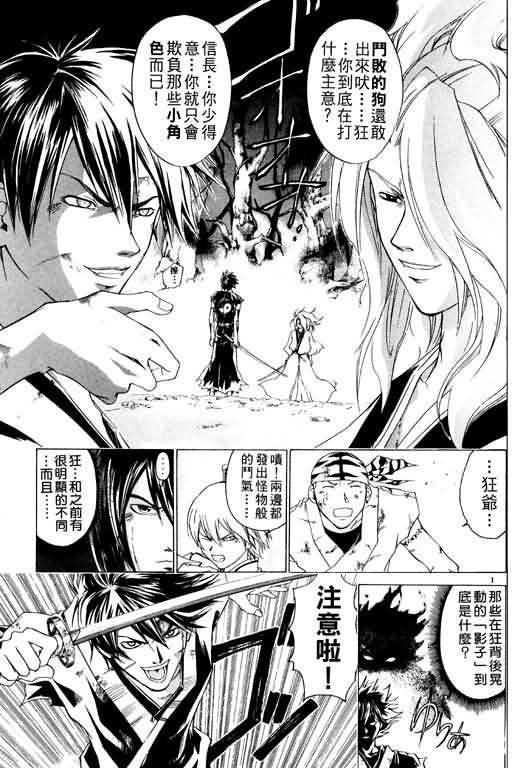 鬥敗的狗還敢
出來吠…狂
…你到底在打
什麼主意？
信長…你少得
意…你就只會
欺負那些小角
色而已！
…狂爺…
嘖！兩邊都
發出怪物般
的鬥氣……
狂…和之前有
很明顯的不同
…而且…
1
那些在狂背後晃
動的「影子」到
底是什麼？
注意啦！